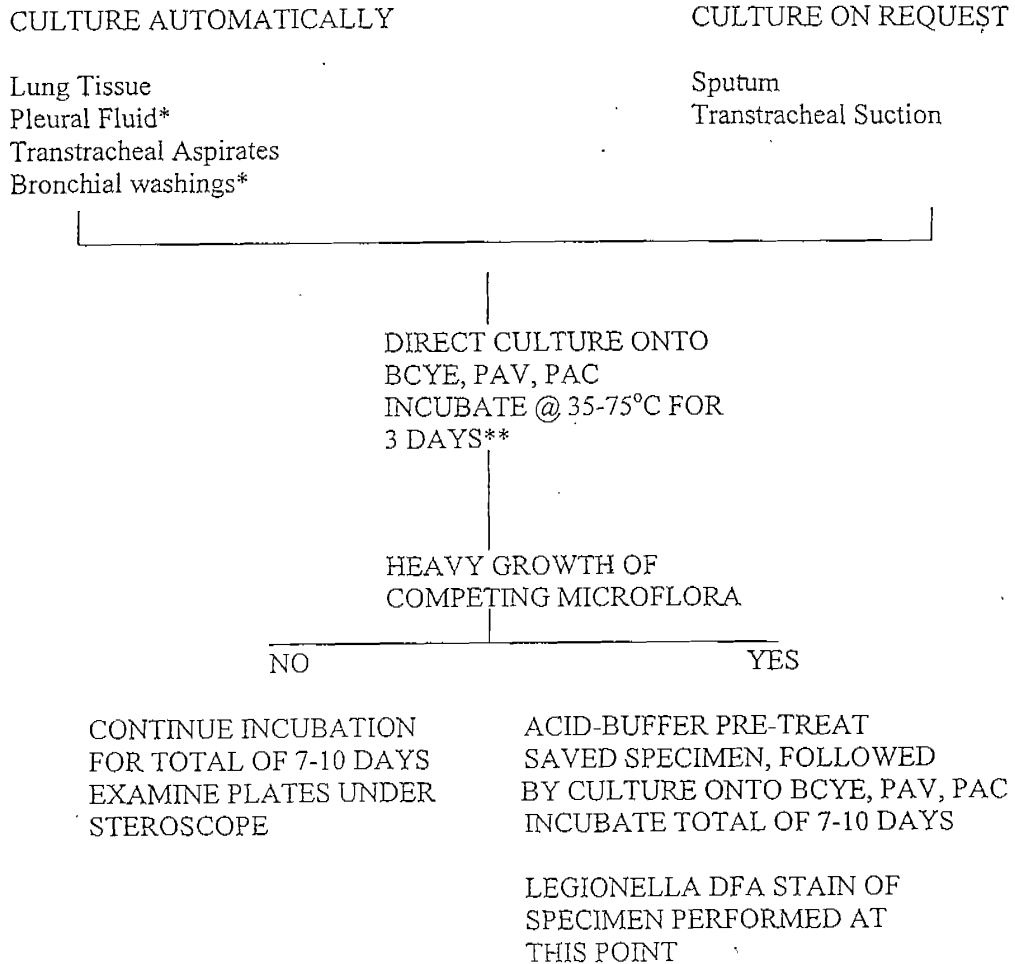 CULTURE AUTOMATICALLY
Lung Tissue
Pleural Fluid*
Transtracheal Aspirates
Bronchial washings*
CULTURE ON REQUEST
Sputum
Transtracheal Suction
DIRECT CULTURE ONTO
BCYE, PAV, PAC
INCUBATE @ 35-75°C FOR
3 DAYS**
HEAVY GROWTH OF
COMPETING MICROFLORA
NO
YES
CONTINUE INCUBATION
FOR TOTAL OF 7-10 DAYS
EXAMINE PLATES UNDER
STEROSCOPE
ACID-BUFFER PRE-TREAT
SAVED SPECIMEN, FOLLOWED
BY CULTURE ONTO BCYE, PAV, PAC
INCUBATE TOTAL OF 7-10 DAYS
LEGIONELLA DFA STAIN OF
SPECIMEN PERFORMED AT
THIS POINT